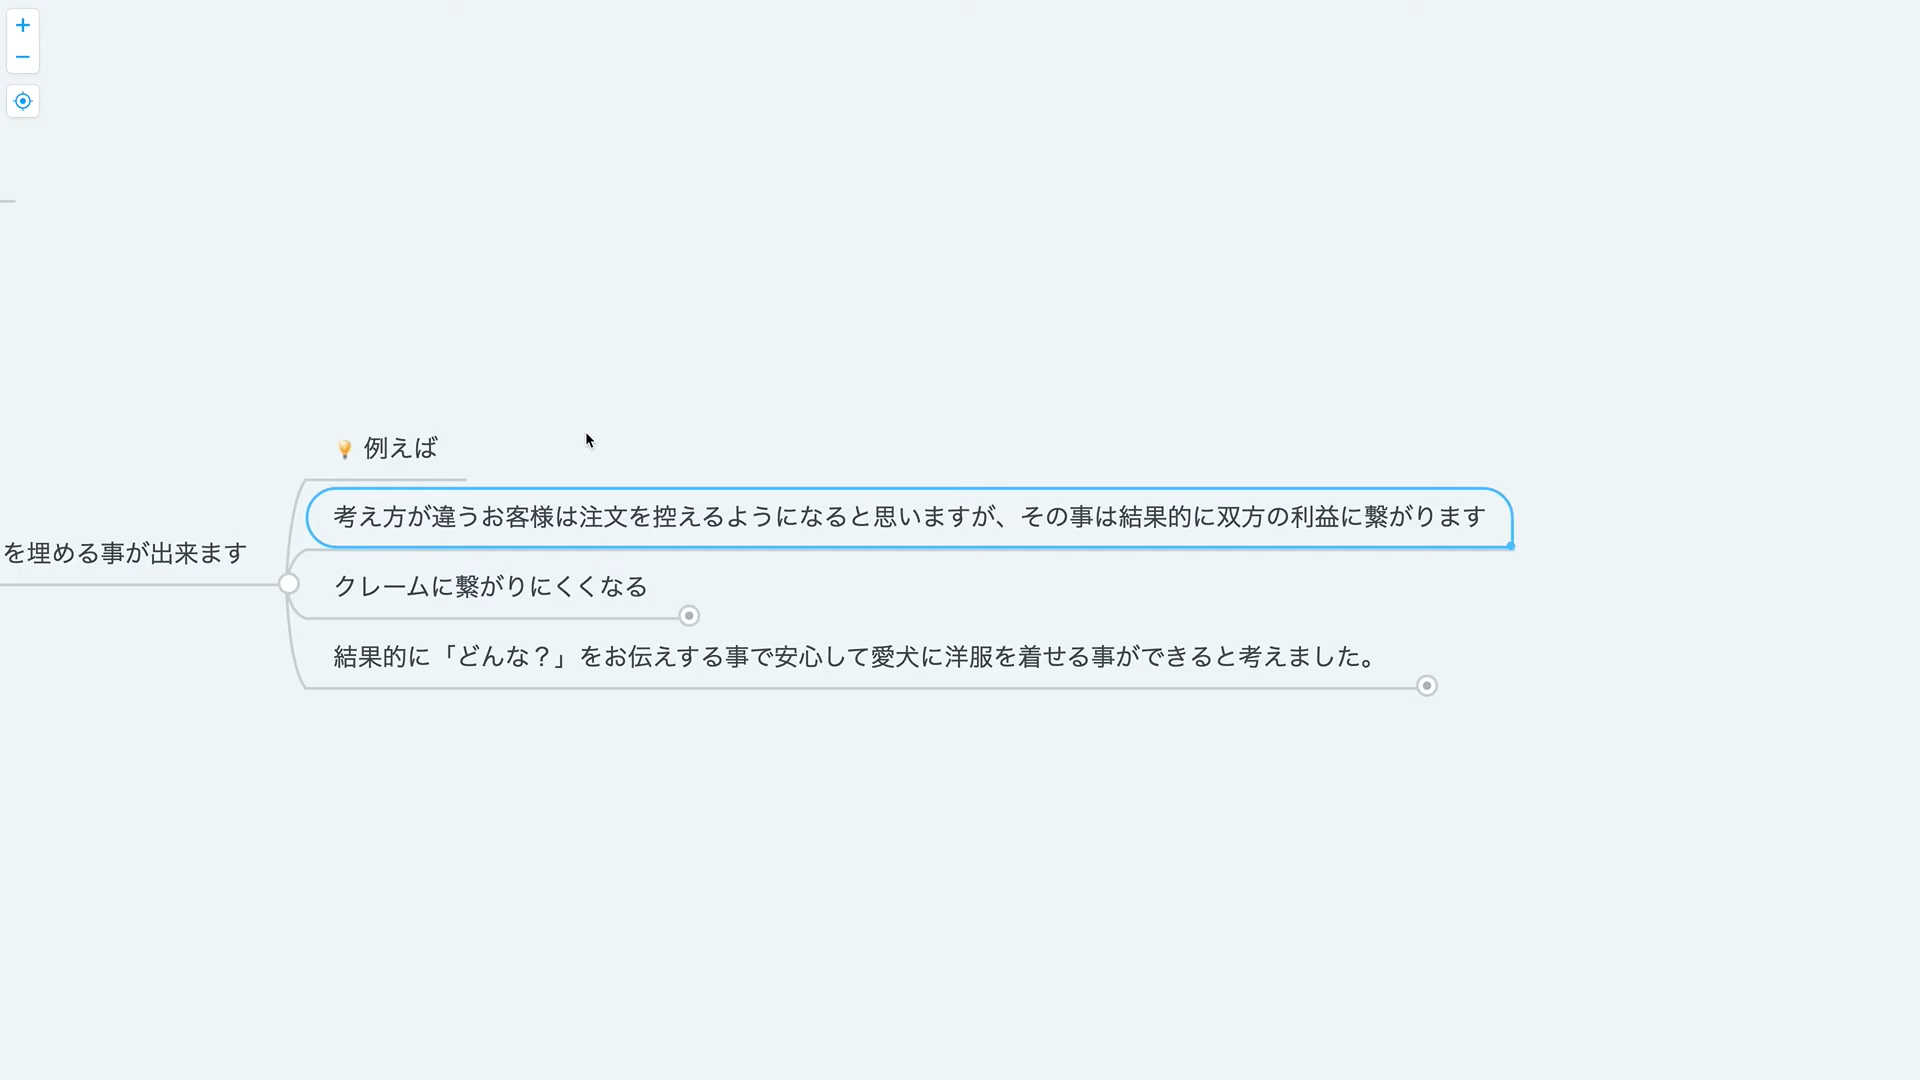 例えば
考え方が違うお客様は注文を控えるようになると思いますが、その事は結果的に双方の利益に繋がります
を埋める事が出来ます
クレームに繋がりにくくなる
結果的に「どんな？」をお伝えする事で安心して愛犬に洋服を着せる事ができると考えました。